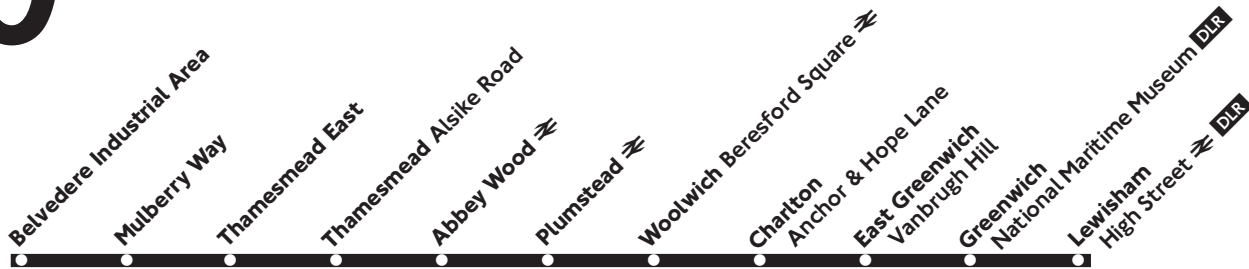 Belvedere Industrial Area
Mulberry Way
Thamesmead East
Thamesmead Alsike Road
Abbey Wood
Plumstead
Woolwich Beresford Square
Charlton
Anchor & Hope Lane
East Greenwich
Vanbrugh Hill
Greenwich
National Maritime Museum DLR
Lewisham
High Street DLR